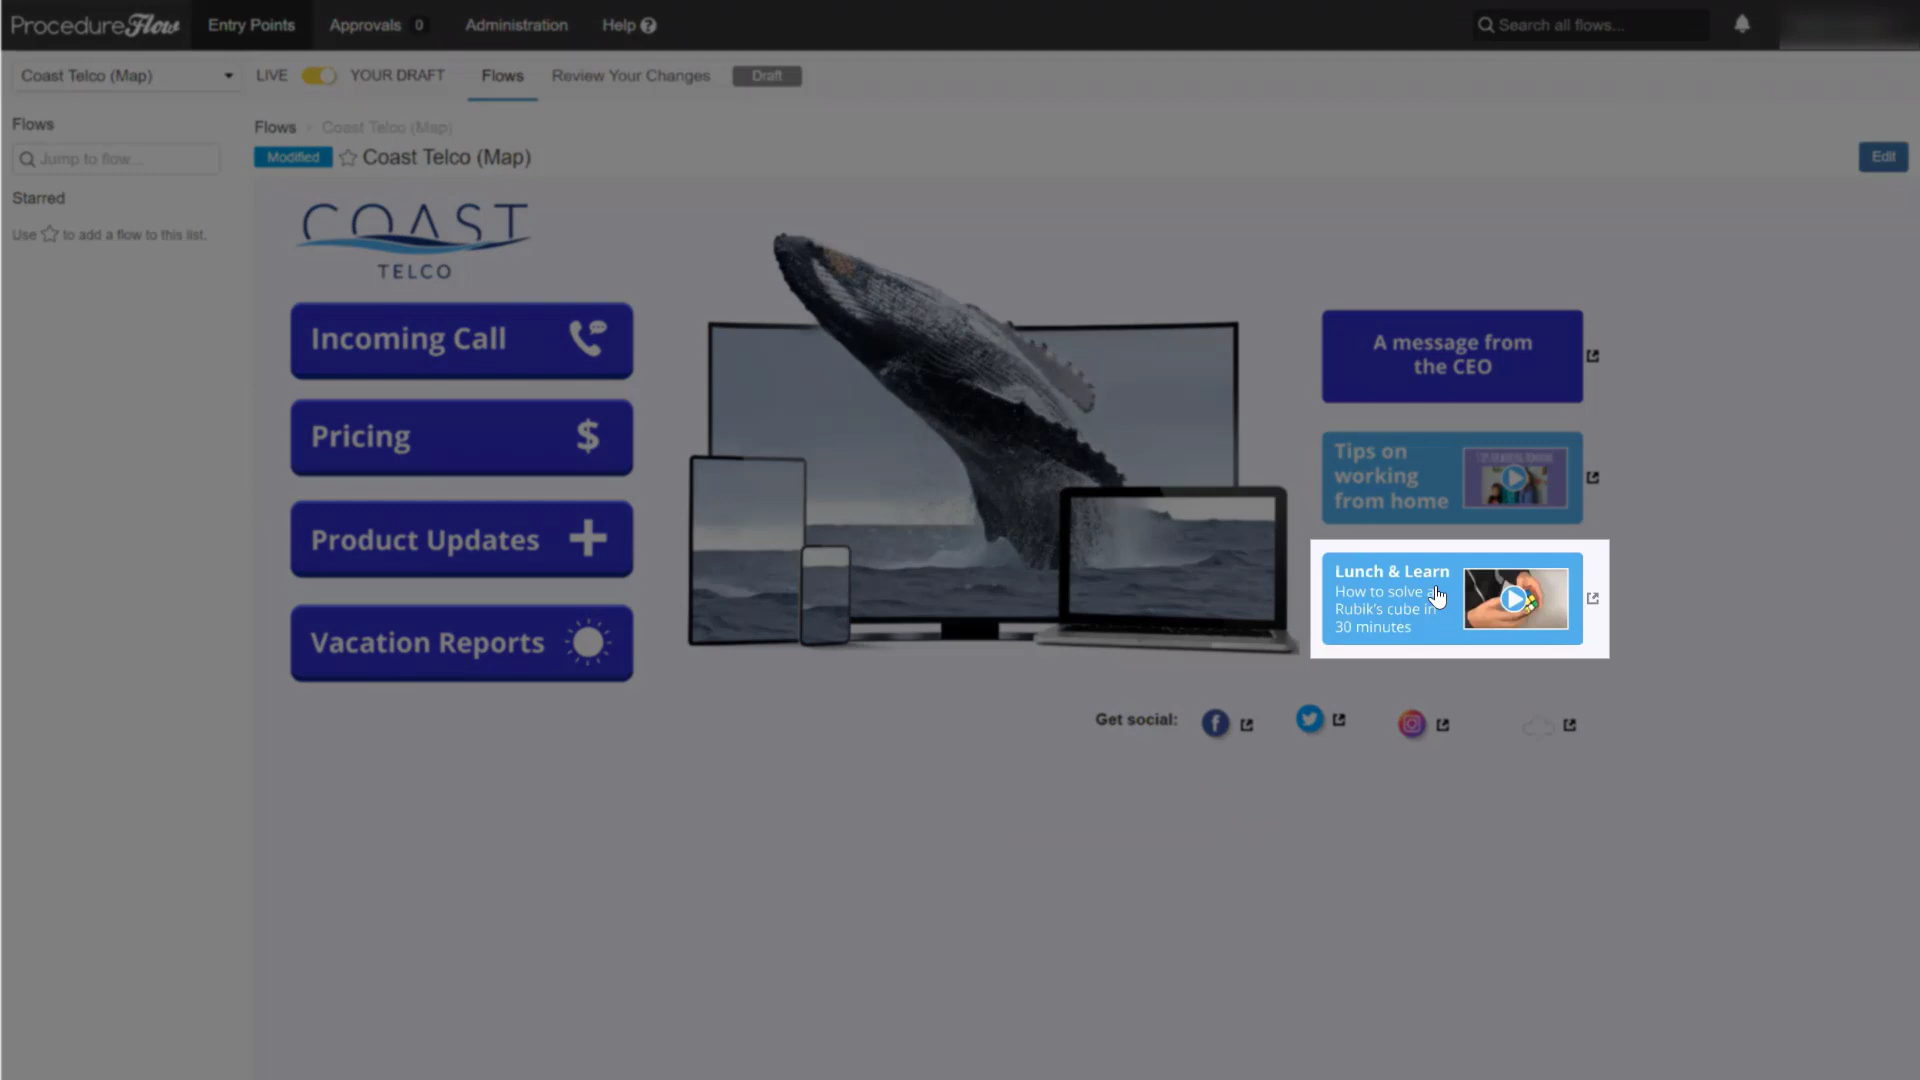 ProcedureFlow Entry Points Approvals 0 Administration Help ? Search all flows...
Coast Telco (Map) LIVE YOUR DRAFT Flows Review Your Changes Draft
Flows
Jump to flow...
Starred
Use to add a flow to this list.
Flows › Coast Telco (Map)
Modified Coast Telco (Map)
Edit
COAST
TELCO
Incoming Call
Pricing $
Product Updates
Vacation Reports
A message from
the CEO
Tips on
working
from home
Lunch & Learn
How to solve a
Rubik's cube in
30 minutes
Get social: